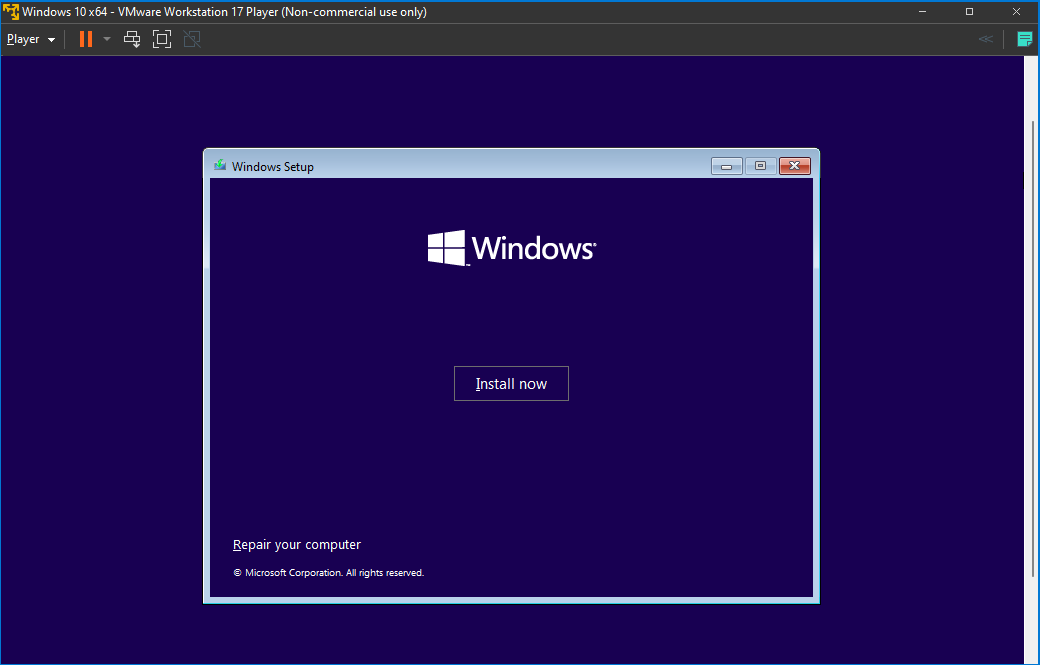 Windows 10 x64 - VMware Workstation 17 Player (Non-commercial use only)
Player
Windows Setup
Windows
Install now
Repair your computer
© Microsoft Corporation. All rights reserved.